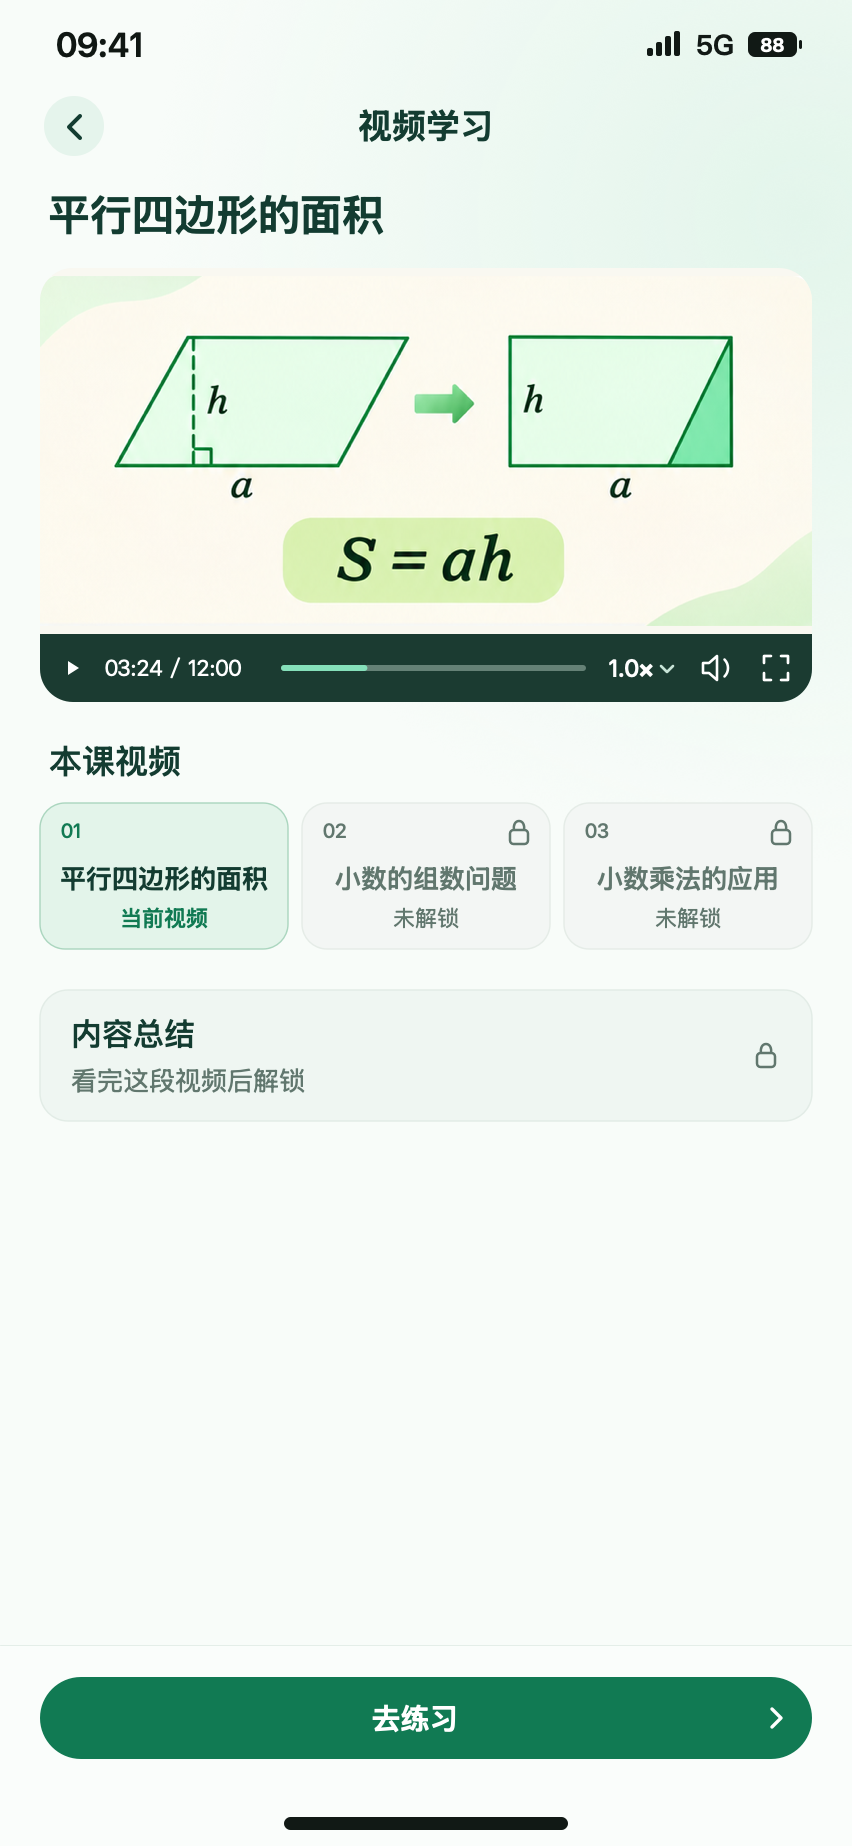 09:41
5G 88
视频学习
平行四边形的面积
h
h
a
a
S = ah
03:24 / 12:00
1.0×
本课视频
01
02
03
平行四边形的面积
小数的组数问题
小数乘法的应用
当前视频
未解锁
未解锁
内容总结
看完这段视频后解锁
去练习